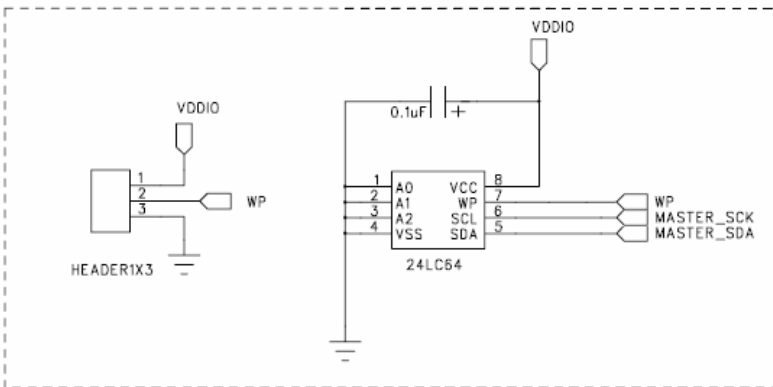 VDDIO
1
2
3
WP
HEADER1X3
VDDIO
0.1uF
+
1 A0 VCC 8
2 A1 WP 7 WP
3 A2 SCL 6 MASTER_SCK
4 VSS SDA 5 MASTER_SDA
24LC64